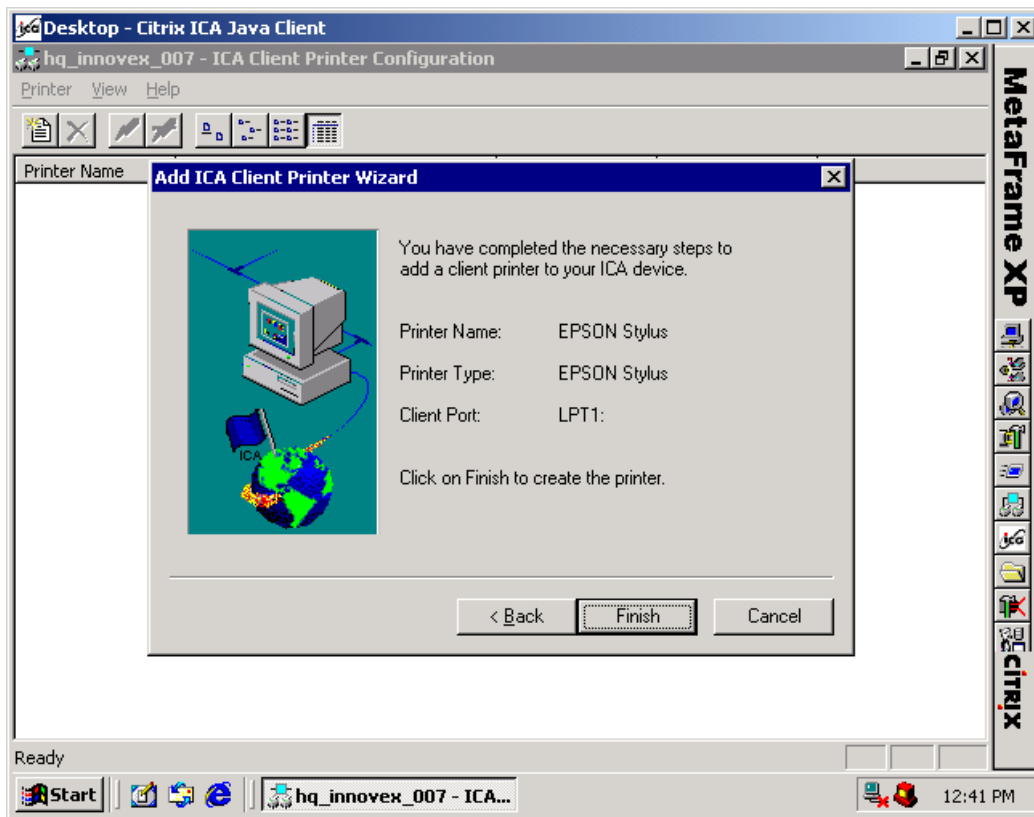 Desktop - Citrix ICA Java Client
hq_innovex_007 - ICA Client Printer Configuration
Printer View Help
Printer Name
Add ICA Client Printer Wizard
You have completed the necessary steps to
add a client printer to your ICA device.
Printer Name: EPSON Stylus
Printer Type: EPSON Stylus
Client Port: LPT1:
ICA
Click on Finish to create the printer.
< Back Finish Cancel
Ready
Start hq_innovex_007 - ICA... 12:41 PM
MetaFrame XP
ica
CITRIX